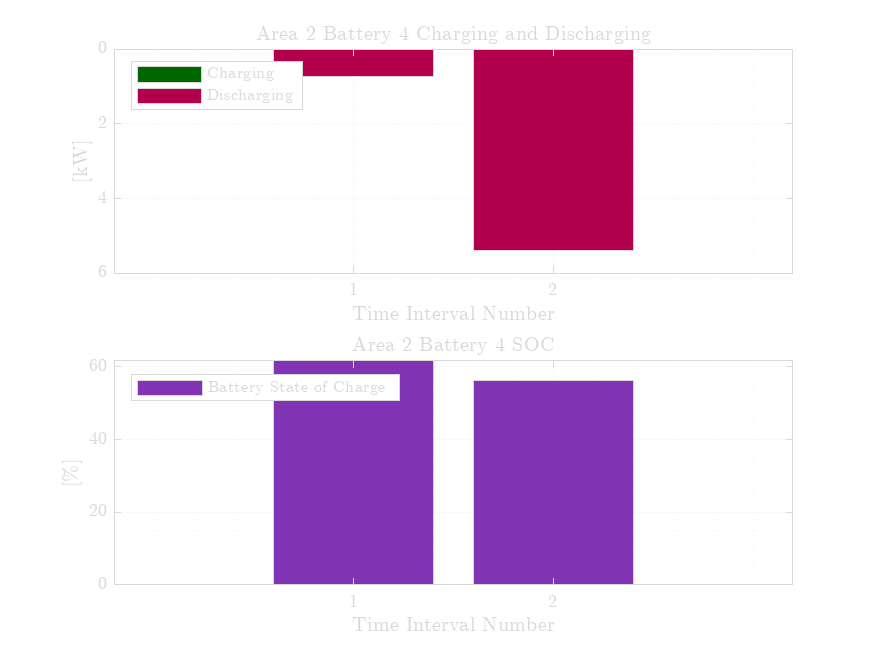 Area 2 Battery 4 Charging and Discharging
0
Charging
Discharging
2
[kW]
4
6
1 2
Time Interval Number
Area 2 Battery 4 SOC
60
Battery State of Charge
40
[%]
20
0
1 2
Time Interval Number